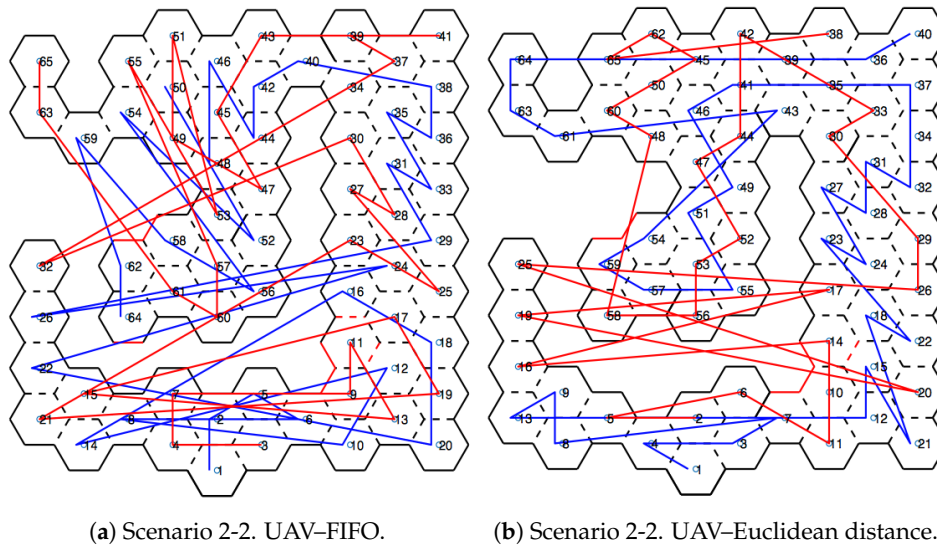 51 43 39 41
65 55 46 40 37
50 42 34 38
63 54 45 35
59 49 44 30 36
48 31
47 27 33
53 28
58 52 23 29
32 62 57 24
61 56 16 25
26 64 60 17
11 18
22 12
15 7 5 9 19
21 8 2 6 13
14 4 3 10 20
1
(a) Scenario 2-2. UAV–FIFO.
62 42 38 40
64 65 45 39 36
50 41 35 37
63 60 46 43 33
61 48 44 30
47 31
49 27 32
51 28
54 52 23 29
25 59 53 24
57 55 17 26
19 58 56 18
14 22
16 15
9 6 10 20
13 5 2 7 12
8 4 3 11 21
1
(b) Scenario 2-2. UAV–Euclidean distance.